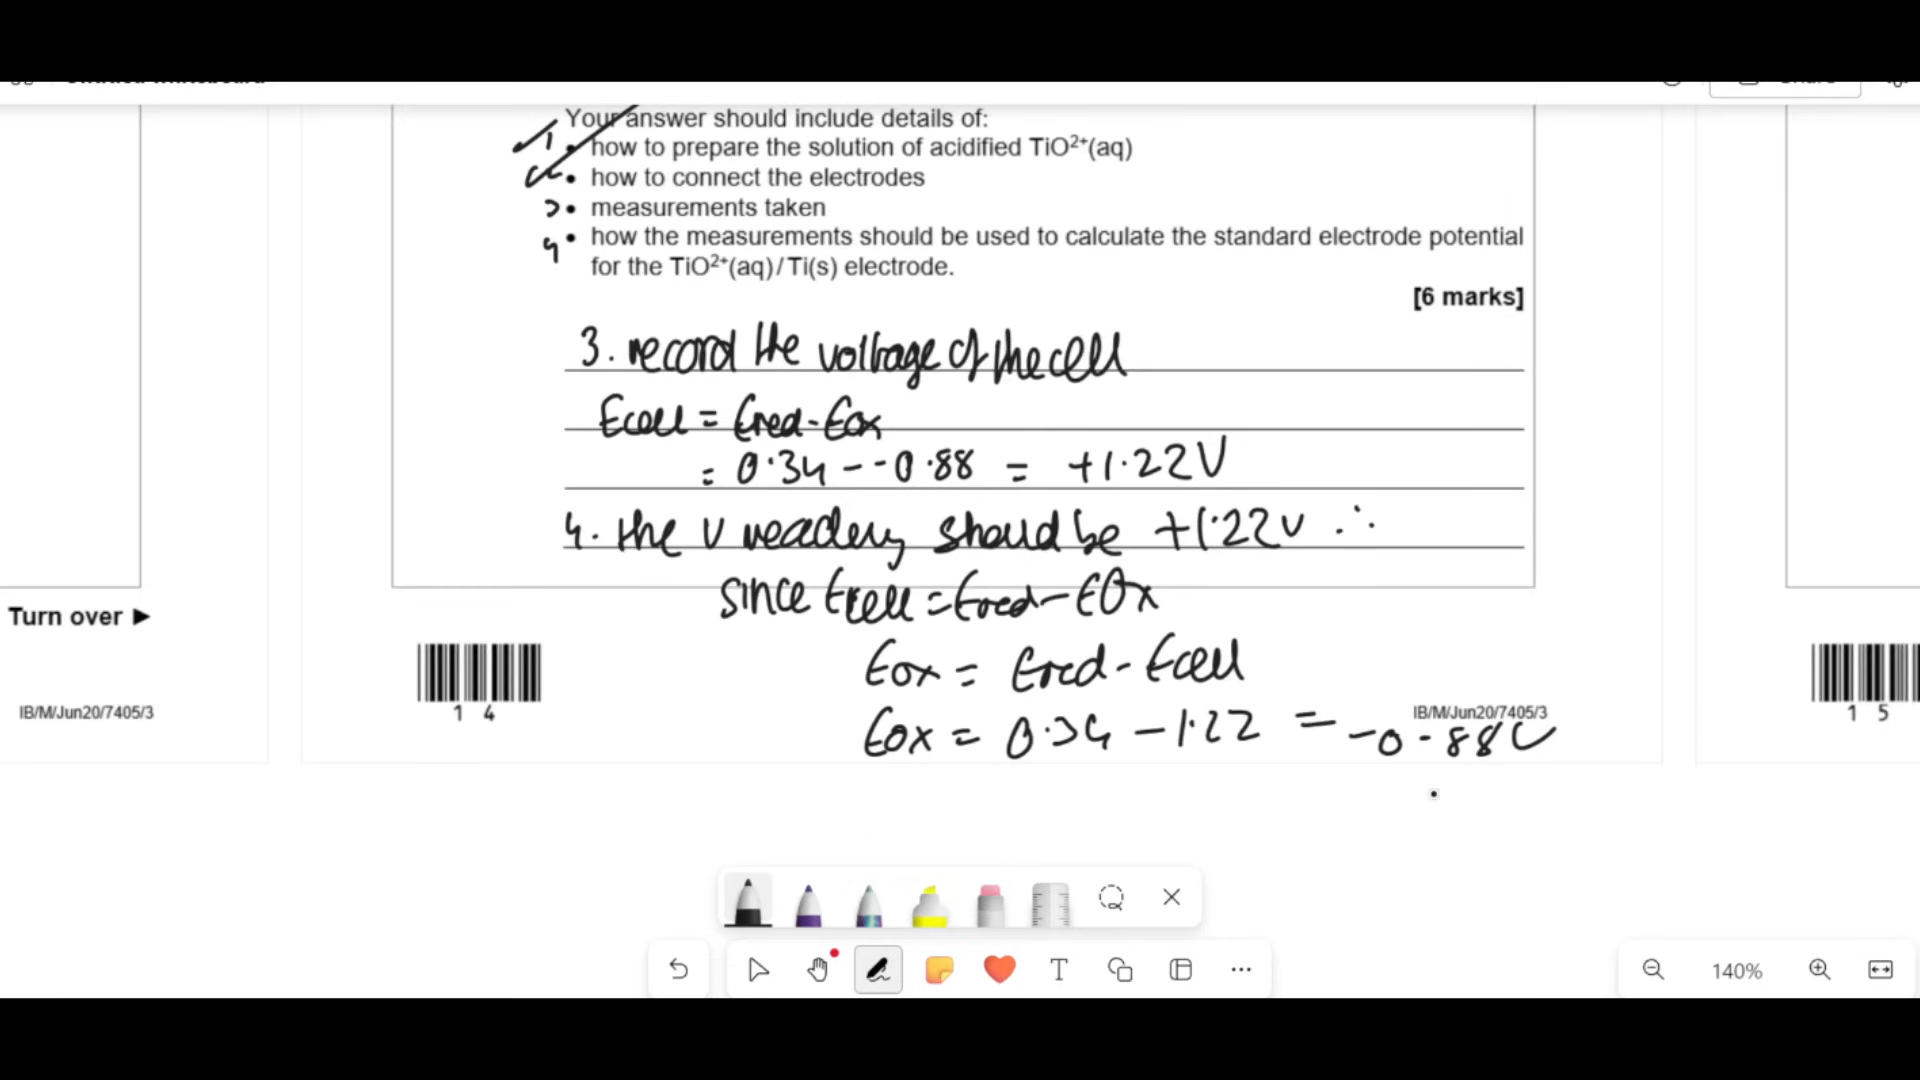 Your answer should include details of:
1 • how to prepare the solution of acidified TiO²⁺(aq)
• how to connect the electrodes
3 • measurements taken
4 • how the measurements should be used to calculate the standard electrode potential
for the TiO²⁺(aq)/Ti(s) electrode.
[6 marks]
3. record the voltage of the cell
Ecell = Ered - Eox
= 0.34 - -0.88 = +1.22V
4. the V reading should be +1.22V ∴
since Ecell = Ered - EOx
Eox = Ered - Ecell
Eox = 0.34 - 1.22 = -0.88V
Turn over ►
IB/M/Jun20/7405/3
1 4
IB/M/Jun20/7405/3
1 5
T
140%